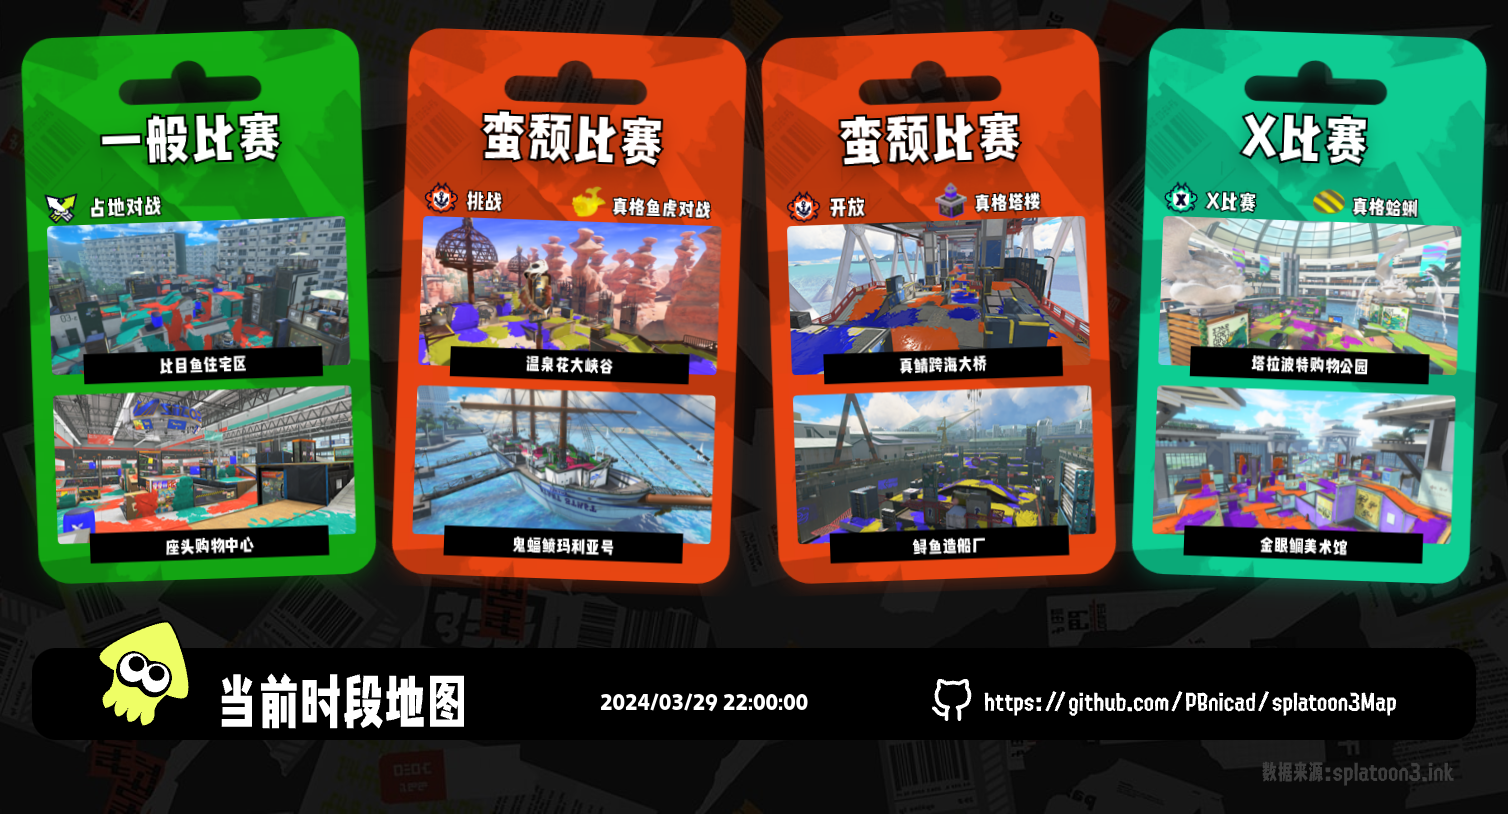 一般比赛
占地对战
比目鱼住宅区
座头购物中心
蛮颓比赛
挑战
真格鱼虎对战
温泉花大峡谷
鬼蝠鲼玛利亚号
蛮颓比赛
开放
真格塔楼
真鲭跨海大桥
鲟鱼造船厂
X比赛
X比赛
真格蛤蜊
塔拉波特购物公园
金眼鲷美术馆
当前时段地图
2024/03/29 22:00:00
https://github.com/PBnicad/splatoon3Map
数据来源:splatoon3.ink